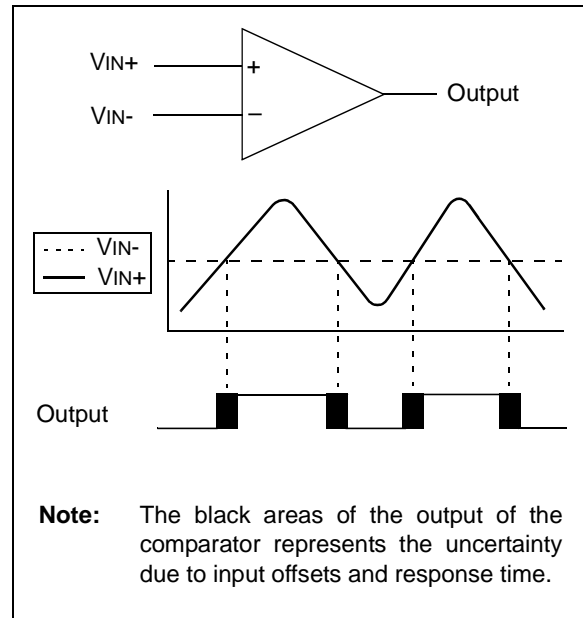 VIN+
+
Output
VIN-
–
VIN-
VIN+
Output
Note: The black areas of the output of the
comparator represents the uncertainty
due to input offsets and response time.